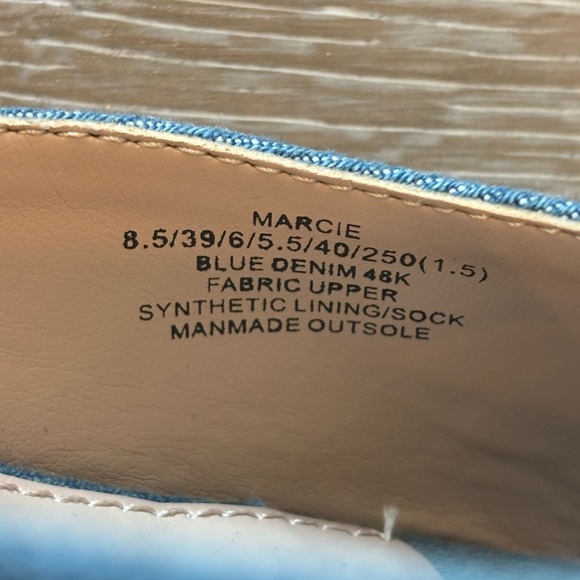 MARCIE
8.5/39/6/5.5/40/250(1.5)
BLUE DENIM 48K
FABRIC UPPER
SYNTHETIC LINING/SOCK
MANMADE OUTSOLE